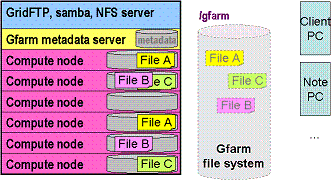 GridFTP, samba, NFS server
Gfarm metadata server
metadata
Compute node
File A
Compute node
File B
File C
Compute node
Compute node
File A
Compute node
File B
Compute node
File C
/gfarm
File A
File C
File B
Gfarm
file system
Client
PC
Note
PC
...